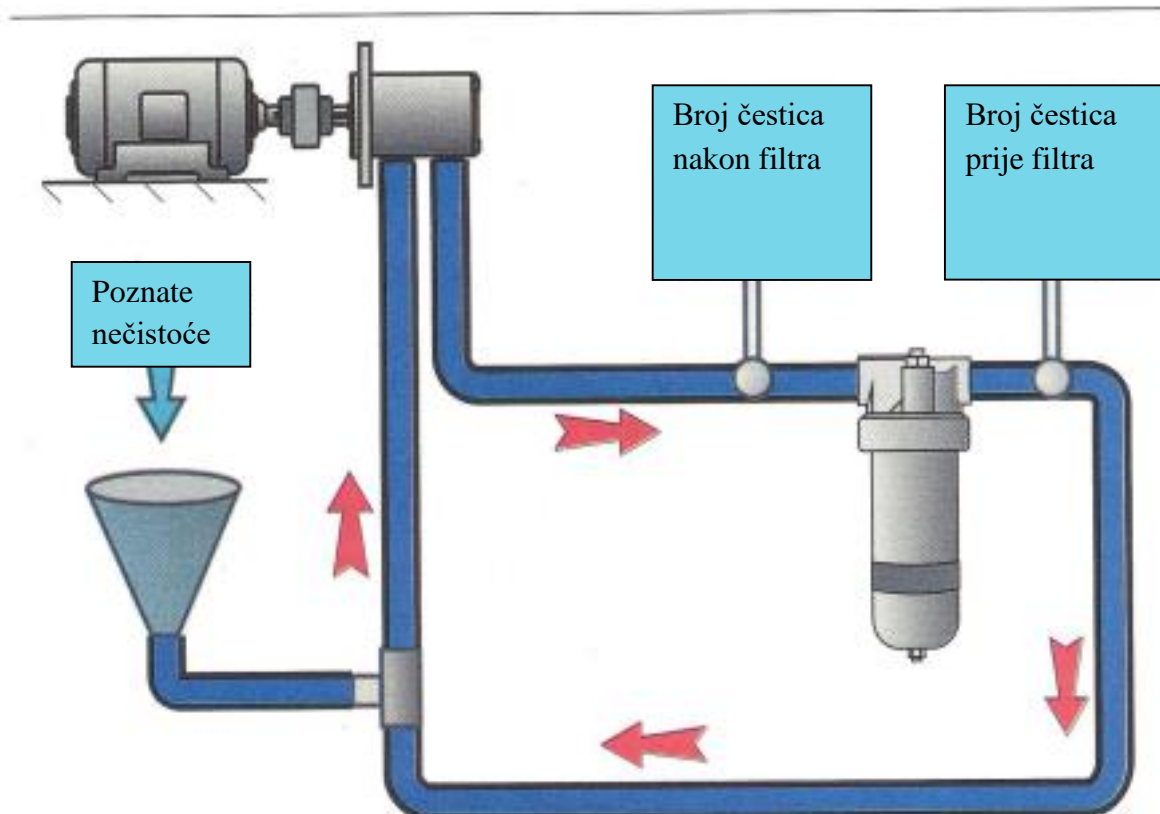 Broj čestica
nakon filtra
Broj čestica
prije filtra
Poznate
nečistoće